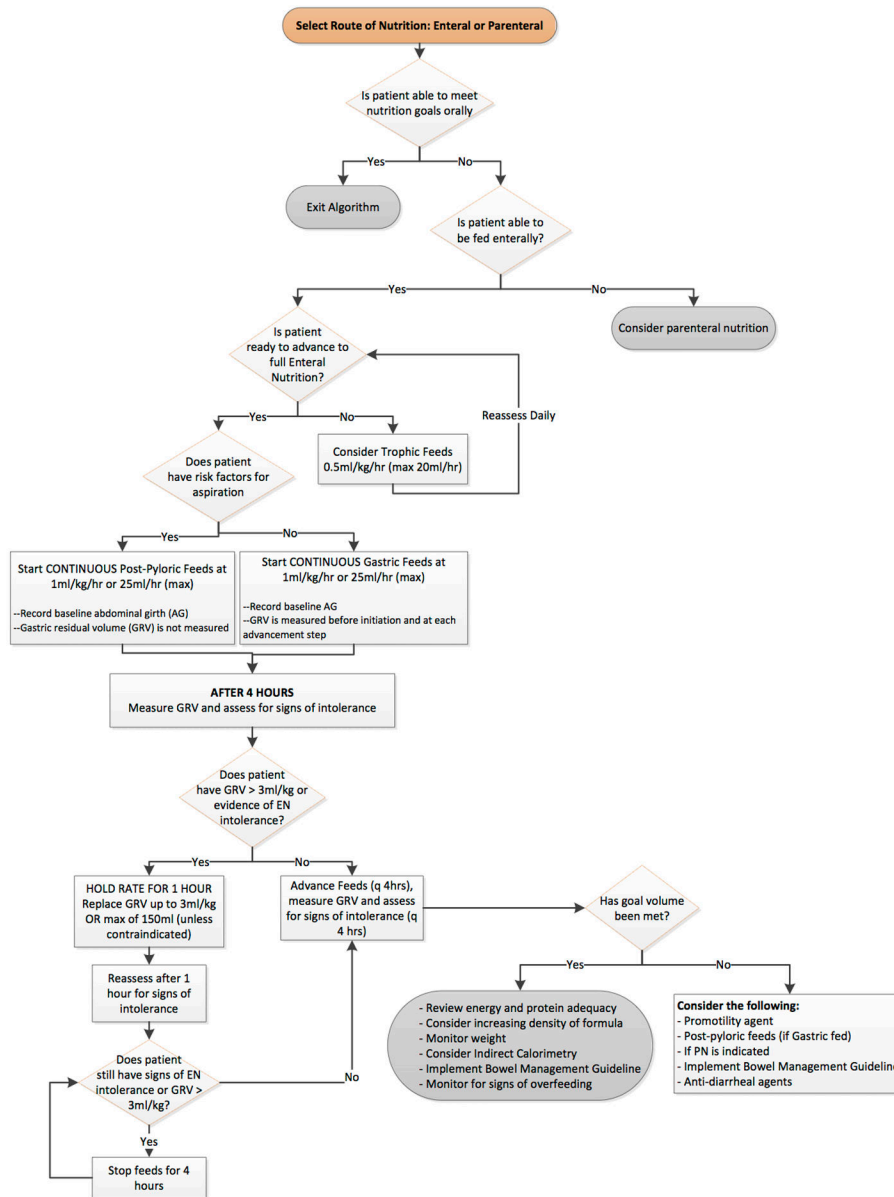 Select Route of Nutrition: Enteral or Parenteral
Is patient able to meet
nutrition goals orally
Yes
No
Exit Algorithm
Is patient able to
be fed enterally?
Yes
No
Consider parenteral nutrition
Is patient
ready to advance to
full Enteral
Nutrition?
Reassess Daily
Yes
No
Consider Trophic Feeds
0.5ml/kg/hr (max 20ml/hr)
Does patient
have risk factors for
aspiration
Yes
No
Start CONTINUOUS Post-Pyloric Feeds at
1ml/kg/hr or 25ml/hr (max)
--Record baseline abdominal girth (AG)
--Gastric residual volume (GRV) is not measured
Start CONTINUOUS Gastric Feeds at
1ml/kg/hr or 25ml/hr (max)
--Record baseline AG
--GRV is measured before initiation and at each
advancement step
AFTER 4 HOURS
Measure GRV and assess for signs of intolerance
Does patient
have GRV > 3ml/kg or
evidence of EN
intolerance?
Yes
No
HOLD RATE FOR 1 HOUR
Replace GRV up to 3ml/kg
OR max of 150ml (unless
contraindicated)
Advance Feeds (q 4hrs),
measure GRV and assess
for signs of intolerance (q
4 hrs)
Has goal volume
been met?
Yes
No
Reassess after 1
hour for signs of
intolerance
- Review energy and protein adequacy
- Consider increasing density of formula
- Monitor weight
- Consider Indirect Calorimetry
- Implement Bowel Management Guideline
- Monitor for signs of overfeeding
Consider the following:
- Promotility agent
- Post-pyloric feeds (if Gastric fed)
- If PN is indicated
- Implement Bowel Management Guideline
- Anti-diarrheal agents
Does patient
still have signs of EN
intolerance or GRV >
3ml/kg?
No
Yes
Stop feeds for 4
hours